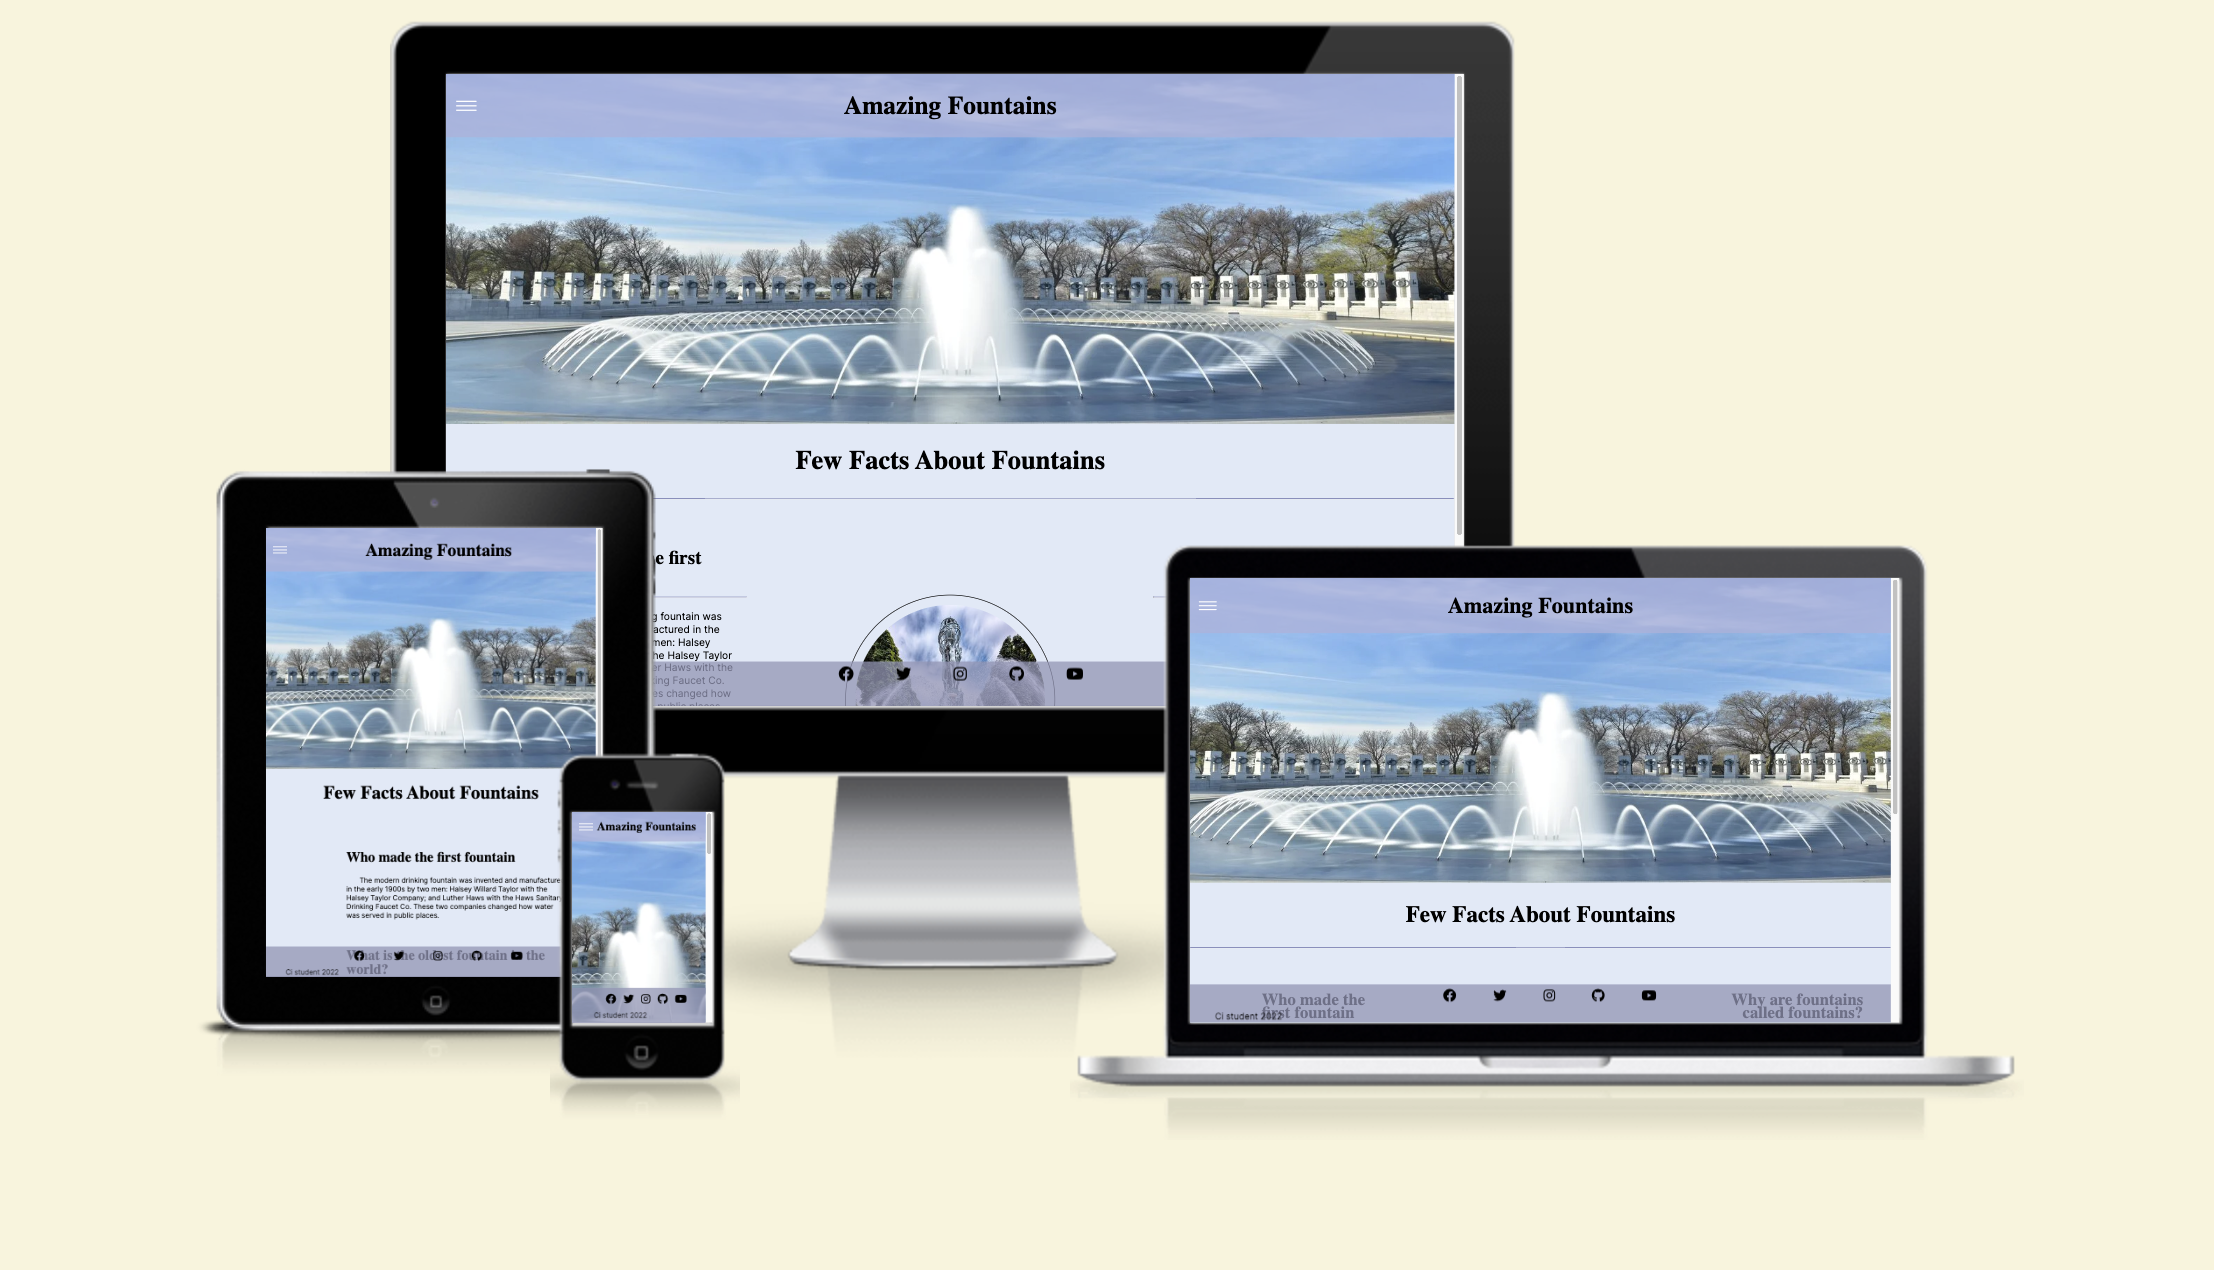 Amazing Fountains
Few Facts About Fountains
e first
g fountain was
actured in the
men: Halsey
he Halsey Taylor
er Haws with the
ing Faucet Co.
es changed how
public places
Amazing Fountains
Few Facts About Fountains
Who made the first fountain
The modern drinking fountain was invented and manufacture
in the early 1900s by two men: Halsey Willard Taylor with the
Halsey Taylor Company; and Luther Haws with the Haws Sanitar
Drinking Faucet Co. These two companies changed how water
was served in public places.
What is the oldest fountain in the
world?
Ci student 2022
Amazing Fountains
Ci student 2022
Amazing Fountains
Few Facts About Fountains
Who made the
first fountain
Why are fountains
called fountains?
Ci student 2022